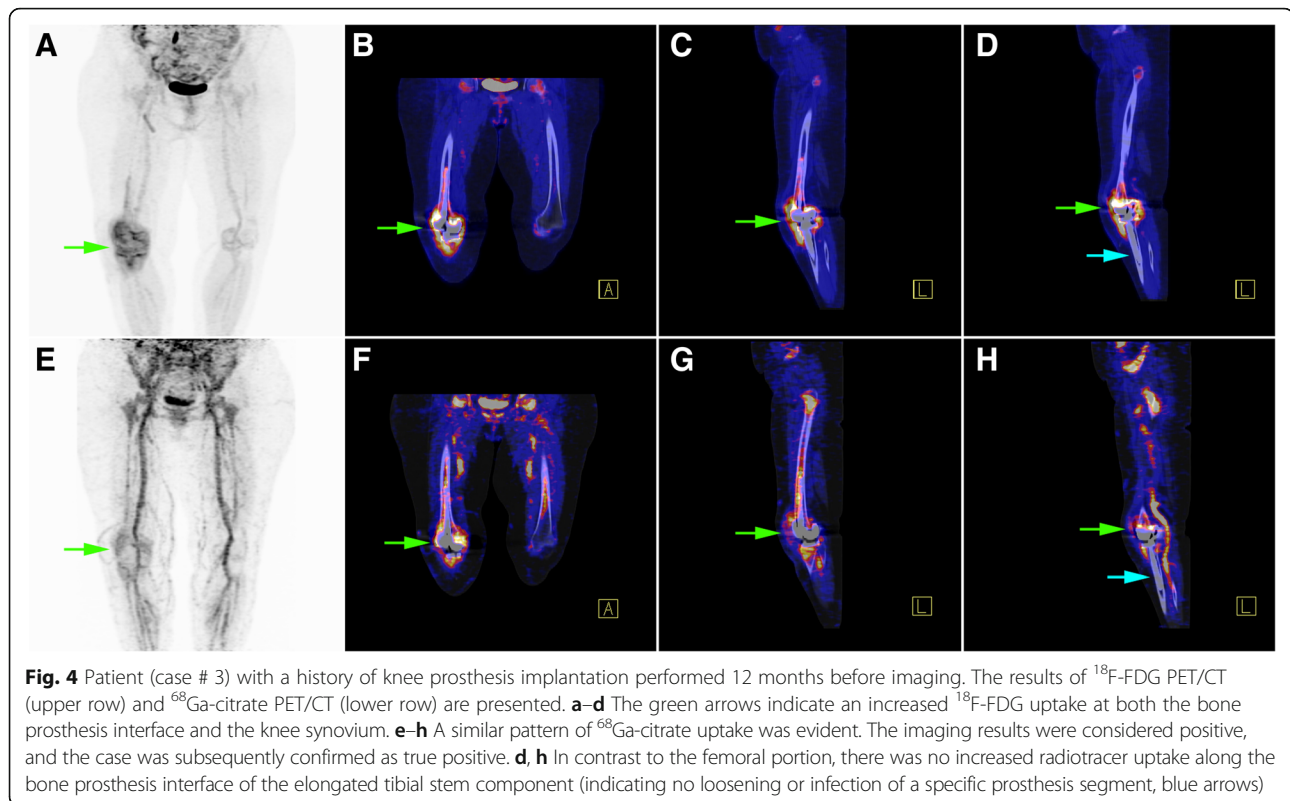 A
B
C
D
A
L
L
E
F
G
H
A
L
L
Fig. 4 Patient (case # 3) with a history of knee prosthesis implantation performed 12 months before imaging. The results of ¹⁸F-FDG PET/CT
(upper row) and ⁶⁸Ga-citrate PET/CT (lower row) are presented. a–d The green arrows indicate an increased ¹⁸F-FDG uptake at both the bone
prosthesis interface and the knee synovium. e–h A similar pattern of ⁶⁸Ga-citrate uptake was evident. The imaging results were considered positive,
and the case was subsequently confirmed as true positive. d, h In contrast to the femoral portion, there was no increased radiotracer uptake along the
bone prosthesis interface of the elongated tibial stem component (indicating no loosening or infection of a specific prosthesis segment, blue arrows)